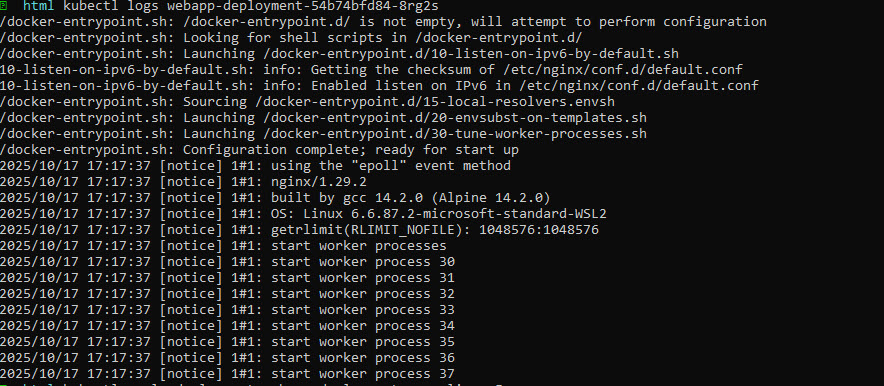 html kubectl logs webapp-deployment-54b74bfd84-8rg2s
/docker-entrypoint.sh: /docker-entrypoint.d/ is not empty, will attempt to perform configuration
/docker-entrypoint.sh: Looking for shell scripts in /docker-entrypoint.d/
/docker-entrypoint.sh: Launching /docker-entrypoint.d/10-listen-on-ipv6-by-default.sh
10-listen-on-ipv6-by-default.sh: info: Getting the checksum of /etc/nginx/conf.d/default.conf
10-listen-on-ipv6-by-default.sh: info: Enabled listen on IPv6 in /etc/nginx/conf.d/default.conf
/docker-entrypoint.sh: Sourcing /docker-entrypoint.d/15-local-resolvers.envsh
/docker-entrypoint.sh: Launching /docker-entrypoint.d/20-envsubst-on-templates.sh
/docker-entrypoint.sh: Launching /docker-entrypoint.d/30-tune-worker-processes.sh
/docker-entrypoint.sh: Configuration complete; ready for start up
2025/10/17 17:17:37 [notice] 1#1: using the "epoll" event method
2025/10/17 17:17:37 [notice] 1#1: nginx/1.29.2
2025/10/17 17:17:37 [notice] 1#1: built by gcc 14.2.0 (Alpine 14.2.0)
2025/10/17 17:17:37 [notice] 1#1: OS: Linux 6.6.87.2-microsoft-standard-WSL2
2025/10/17 17:17:37 [notice] 1#1: getrlimit(RLIMIT_NOFILE): 1048576:1048576
2025/10/17 17:17:37 [notice] 1#1: start worker processes
2025/10/17 17:17:37 [notice] 1#1: start worker process 30
2025/10/17 17:17:37 [notice] 1#1: start worker process 31
2025/10/17 17:17:37 [notice] 1#1: start worker process 32
2025/10/17 17:17:37 [notice] 1#1: start worker process 33
2025/10/17 17:17:37 [notice] 1#1: start worker process 34
2025/10/17 17:17:37 [notice] 1#1: start worker process 35
2025/10/17 17:17:37 [notice] 1#1: start worker process 36
2025/10/17 17:17:37 [notice] 1#1: start worker process 37